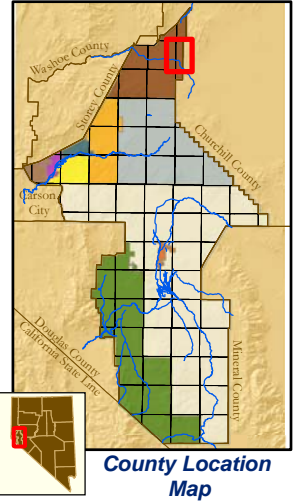 Washoe County
Storey County
Churchill County
Carson
City
Douglas County
California State Line
Mineral County
County Location
Map